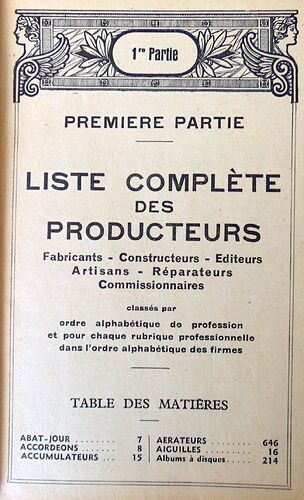 1re Partie
PREMIERE PARTIE
LISTE COMPLÈTE
DES
PRODUCTEURS
Fabricants - Constructeurs - Editeurs
Artisans - Réparateurs
Commissionnaires
classés par
ordre alphabétique de profession
et pour chaque rubrique professionnelle
dans l'ordre alphabétique des firmes
TABLE DES MATIÈRES
ABAT-JOUR ........ 7
ACCORDEONS ...... 8
ACCUMULATEURS .. 15
AERATEURS ........ 646
AIGUILLES ........ 16
Albums à disques.... 214